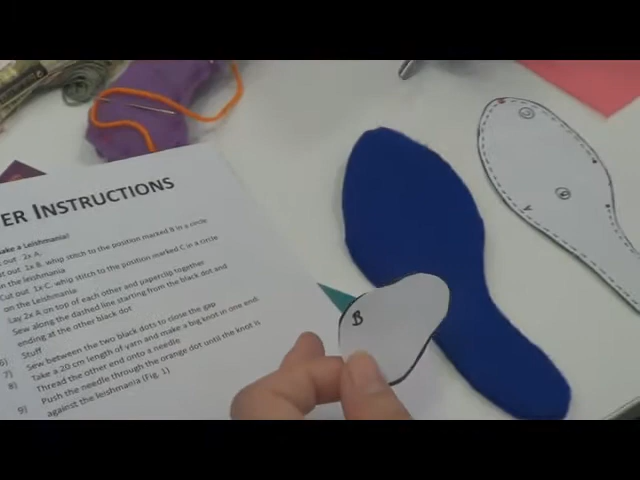 ER INSTRUCTIONS
ake a Leishmania!
out 2x A.
out 1x B, whip stitch to the position marked B in a circle
on the leishmania
Cut out 1x C, whip stitch to the position marked C in a circle
on the Leishmania
Lay 2x A on top of each other and paperclip together
Sew along the dashed line starting from the black dot and
ending at the other black dot
6) Stuff
7) Sew between the two black dots to close the gap
8) Take a 20 cm length of yarn and make a big knot in one end.
Thread the other end onto a needle
9) Push the needle through the orange dot until the knot is
against the leishmania (Fig. 1)
B
A